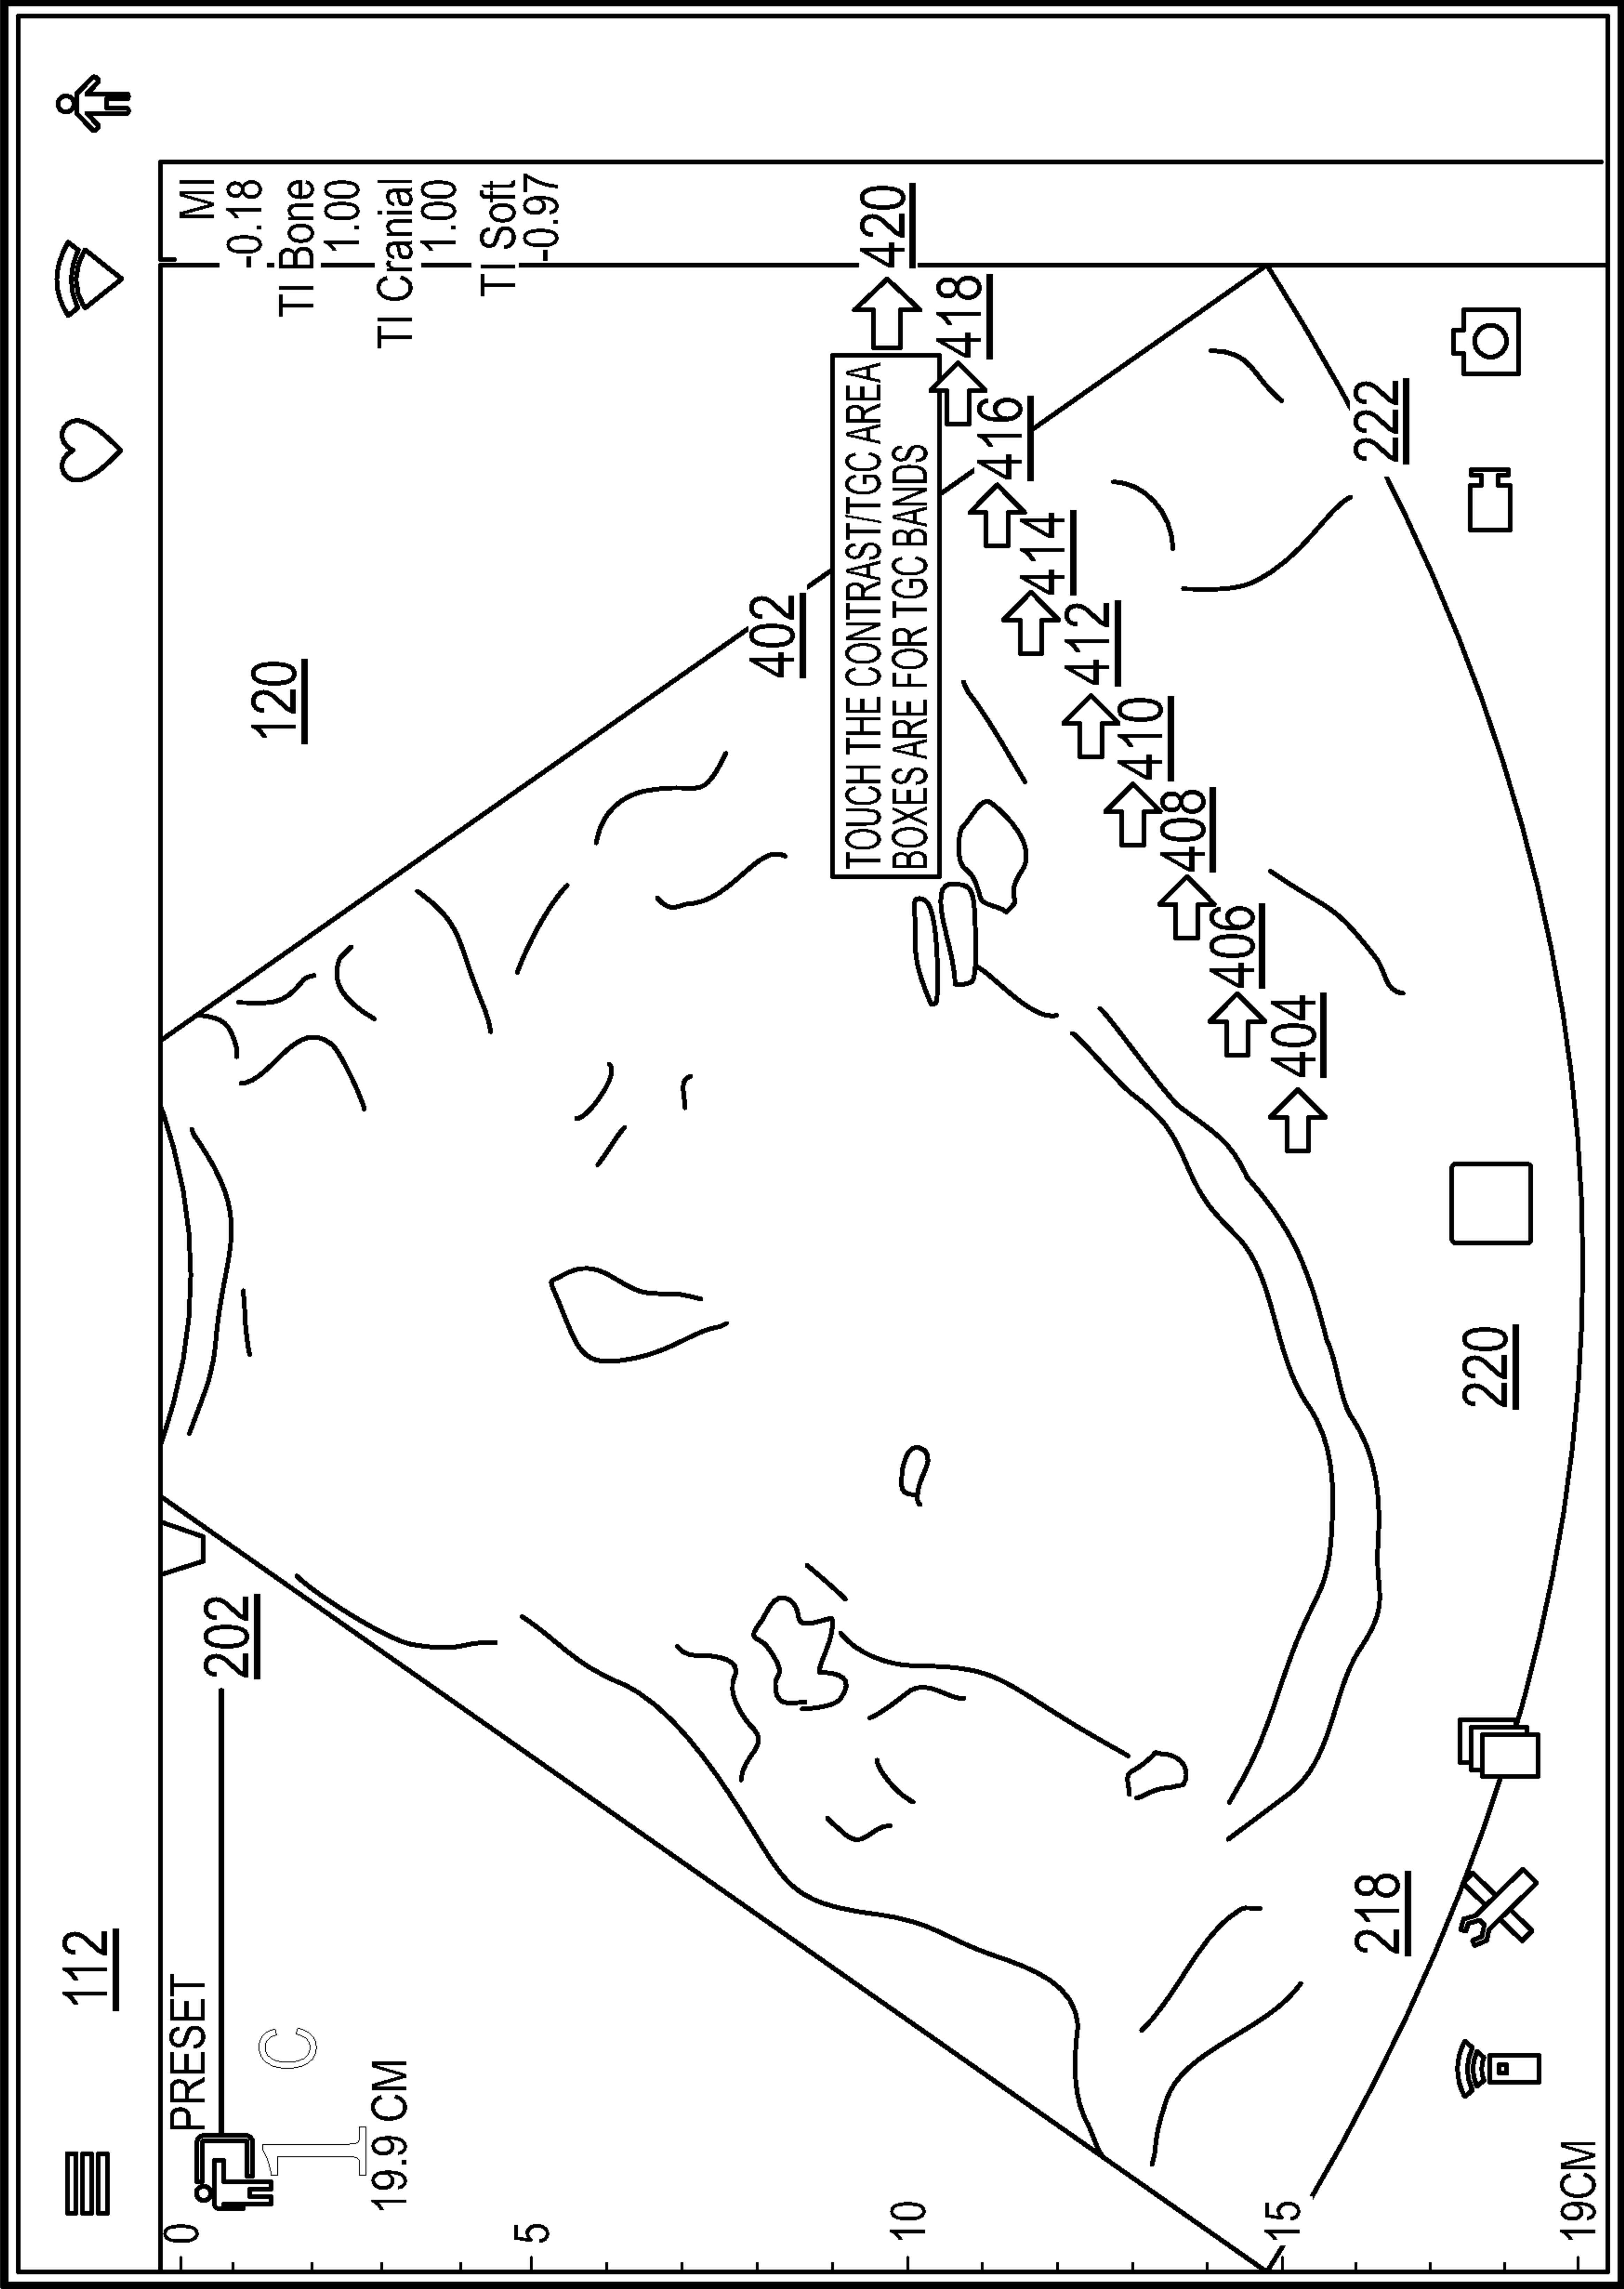 112
PRESET
202
1 C
19.9 CM
120
MI
-0.18
TI Bone
1.00
TI Cranial
1.00
TI Soft
-0.97
0
5
10
15
19CM
402
TOUCH THE CONTRAST/TGC AREA
BOXES ARE FOR TGC BANDS
420
418
416
414
412
410
408
406
404
218
220
222